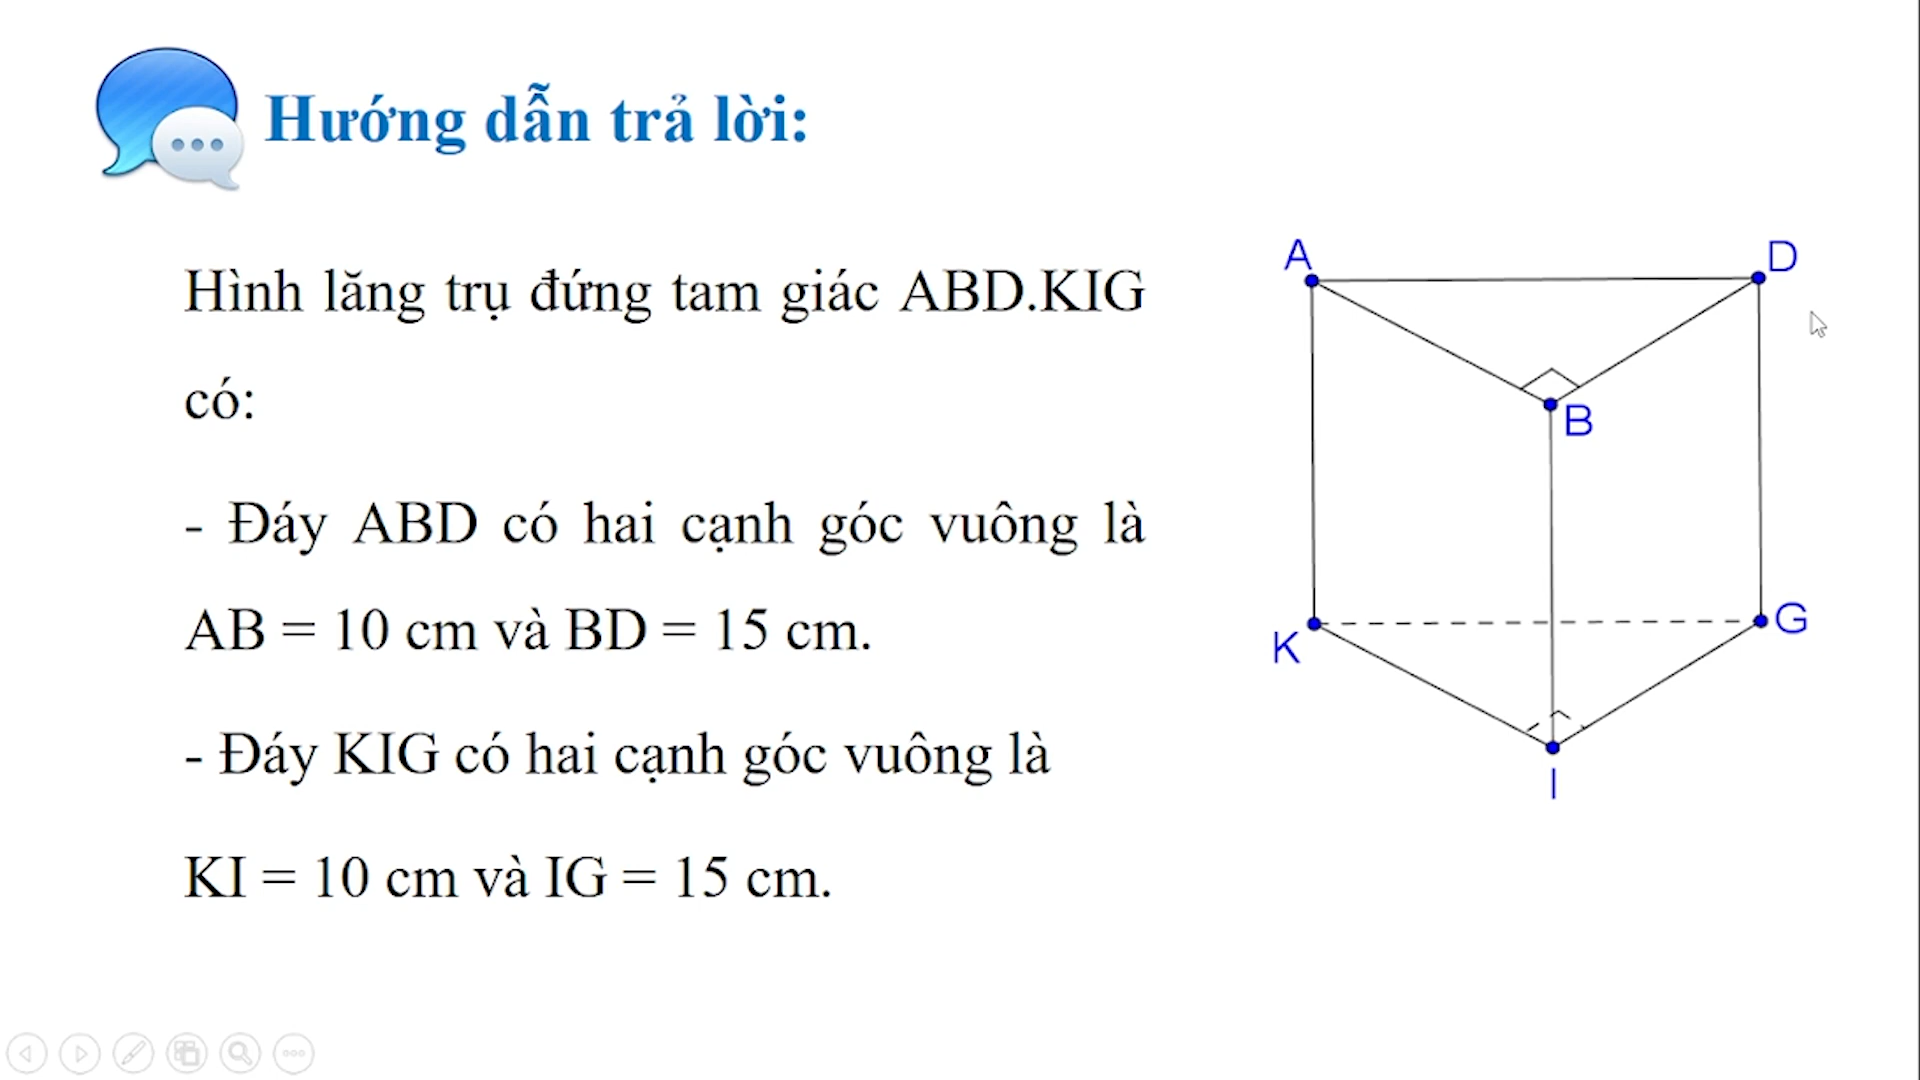 Hướng dẫn trả lời:
Hình lăng trụ đứng tam giác ABD.KIG
có:
- Đáy ABD có hai cạnh góc vuông là
AB = 10 cm và BD = 15 cm.
- Đáy KIG có hai cạnh góc vuông là
KI = 10 cm và IG = 15 cm.
A
D
B
K
G
I